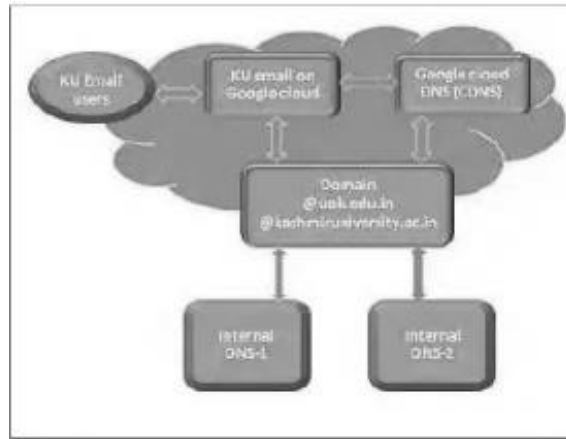 KU Email
users
KU email on
Google cloud
Google cloud
DNS (CDNS)
Domain
@uok.edu.in
@kashmiruniversity.ac.in
Internal
DNS-1
Internal
DNS-2